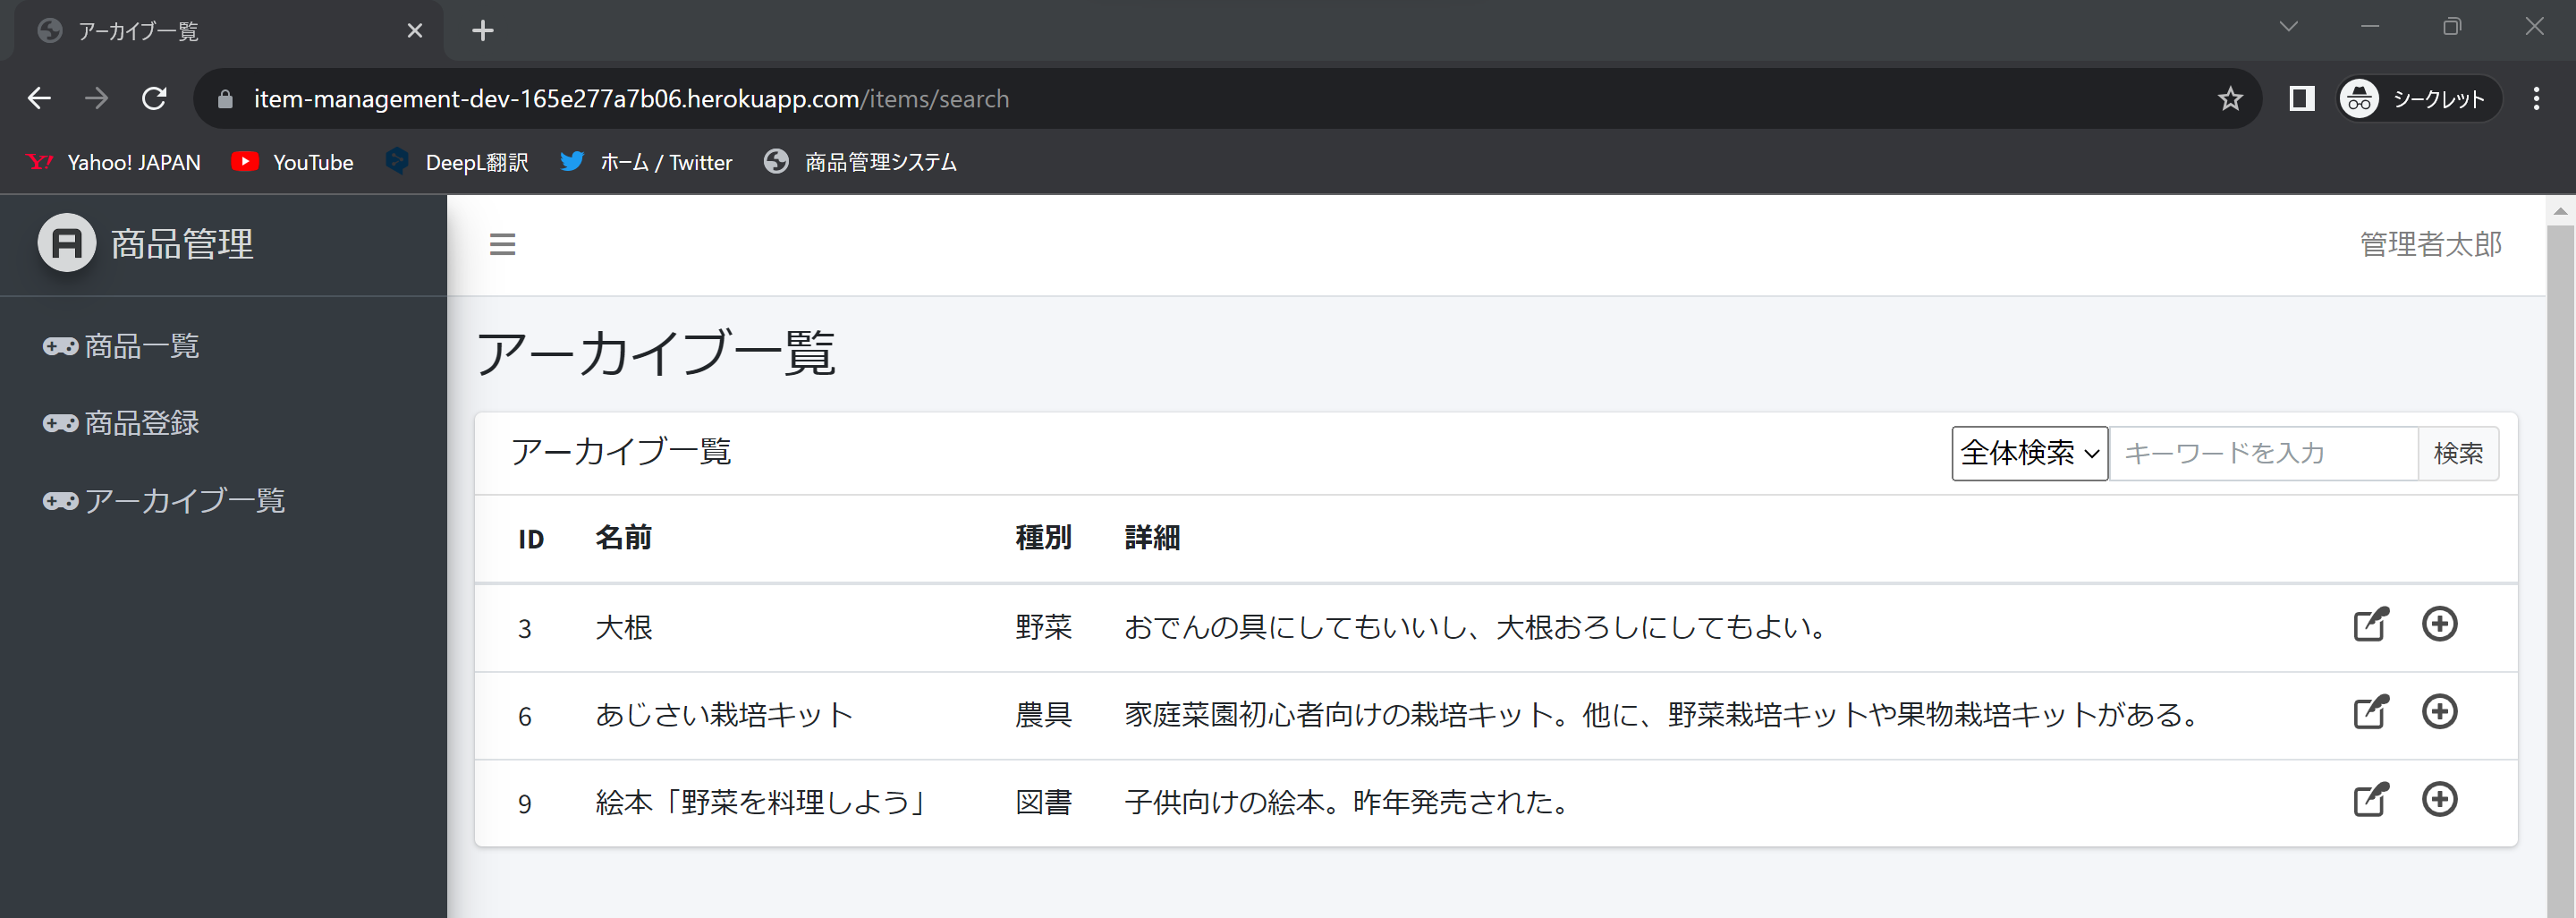 アーカイブ一覧
item-management-dev-165e277a7b06.herokuapp.com/items/search
シークレット
Yahoo! JAPAN YouTube DeepL翻訳 ホーム / Twitter 商品管理システム
商品管理
管理者太郎
商品一覧
商品登録
アーカイブ一覧
アーカイブ一覧
アーカイブ一覧 全体検索 キーワードを入力 検索
ID 名前 種別 詳細
3 大根 野菜 おでんの具にしてもいいし、大根おろしにしてもよい。
6 あじさい栽培キット 農具 家庭菜園初心者向けの栽培キット。他に、野菜栽培キットや果物栽培キットがある。
9 絵本「野菜を料理しよう」 図書 子供向けの絵本。昨年発売された。